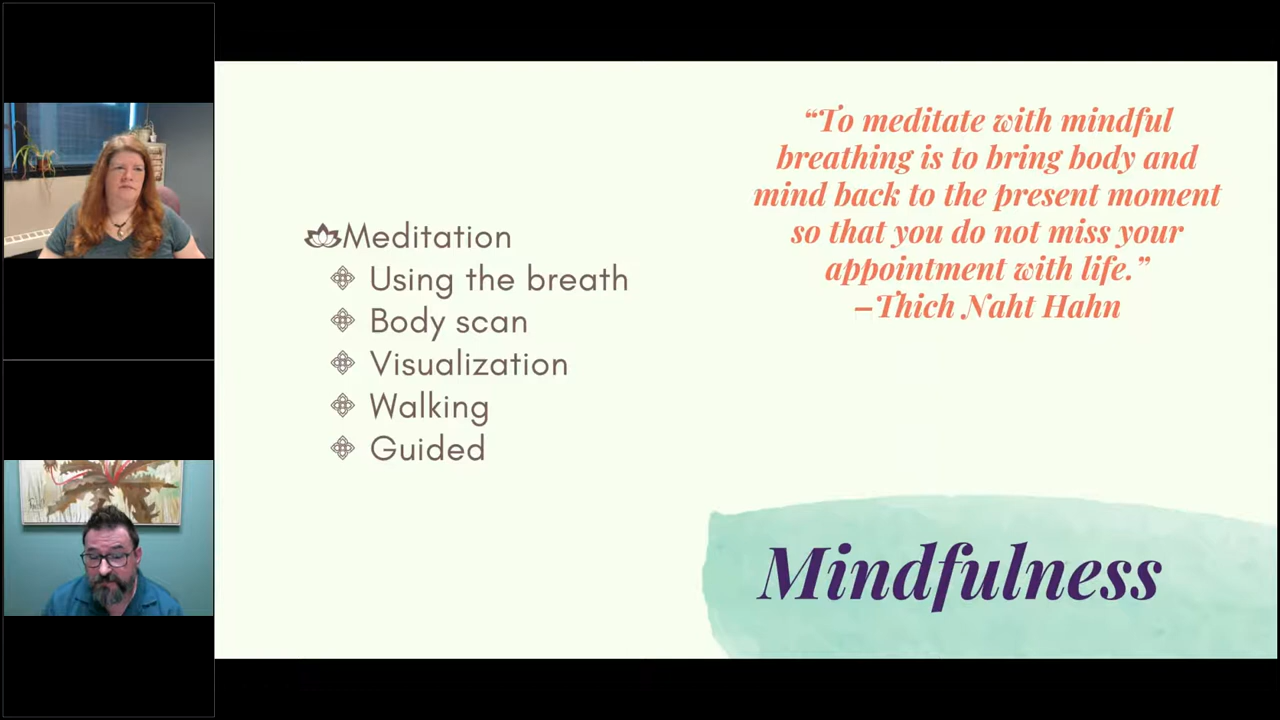 Meditation
Using the breath
Body scan
Visualization
Walking
Guided
“To meditate with mindful
breathing is to bring body and
mind back to the present moment
so that you do not miss your
appointment with life.”
–Thich Naht Hahn
Mindfulness